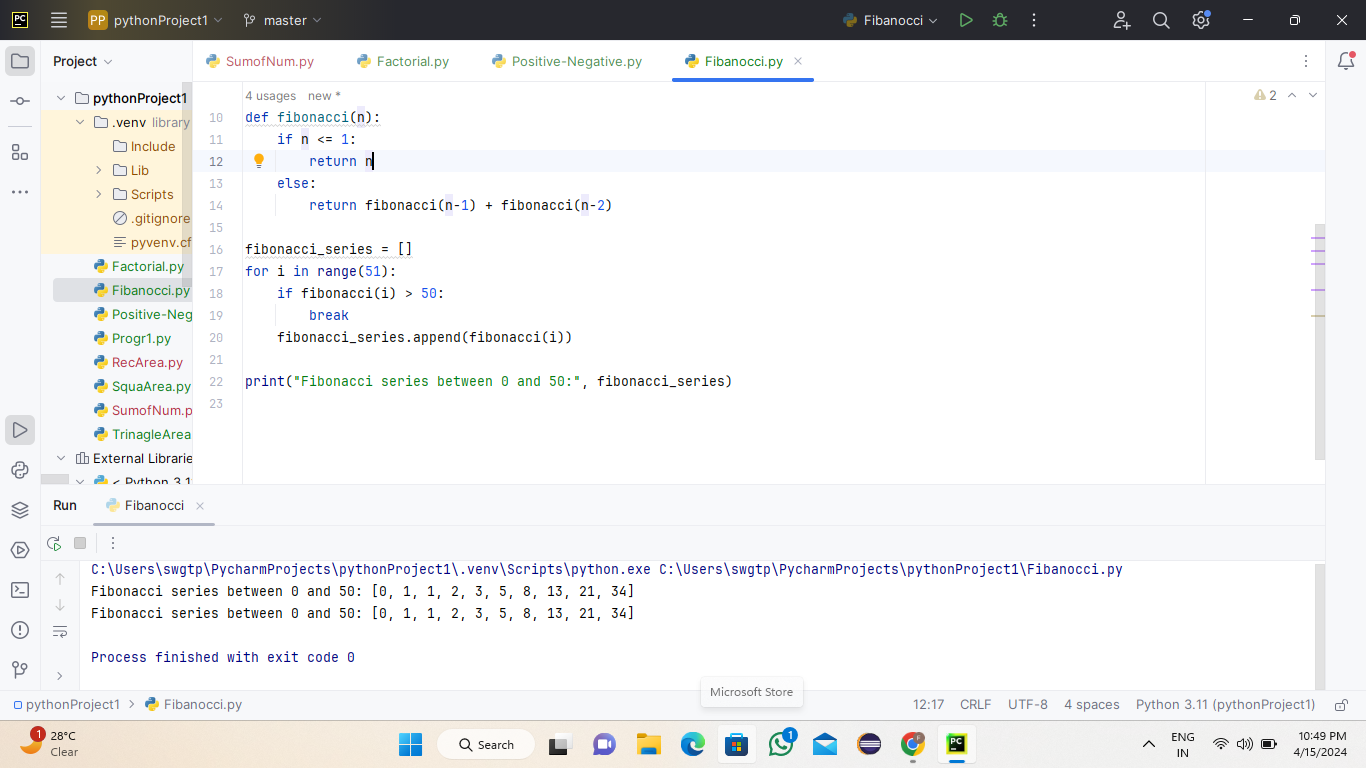 PC
PP pythonProject1
master
Fibanocci
Project
SumofNum.py
Factorial.py
Positive-Negative.py
Fibanocci.py
pythonProject1
.venv library
Include
Lib
Scripts
.gitignore
pyvenv.cf
Factorial.py
Fibanocci.py
Positive-Neg
Progr1.py
RecArea.py
SquaArea.py
SumofNum.p
TrinagleArea
External Librarie
< Python 3.1
4 usages new *
2
10 def fibonacci(n):
11 if n <= 1:
12 return n
13 else:
14 return fibonacci(n-1) + fibonacci(n-2)
15
16 fibonacci_series = []
17 for i in range(51):
18 if fibonacci(i) > 50:
19 break
20 fibonacci_series.append(fibonacci(i))
21
22 print("Fibonacci series between 0 and 50:", fibonacci_series)
23
Run
Fibanocci
C:\Users\swgtp\PycharmProjects\pythonProject1\.venv\Scripts\python.exe C:\Users\swgtp\PycharmProjects\pythonProject1\Fibanocci.py
Fibonacci series between 0 and 50: [0, 1, 1, 2, 3, 5, 8, 13, 21, 34]
Fibonacci series between 0 and 50: [0, 1, 1, 2, 3, 5, 8, 13, 21, 34]
Process finished with exit code 0
Microsoft Store
pythonProject1 > Fibanocci.py
12:17 CRLF UTF-8 4 spaces Python 3.11 (pythonProject1)
1
28°C
Clear
Search
1
PC
ENG
IN
10:49 PM
4/15/2024